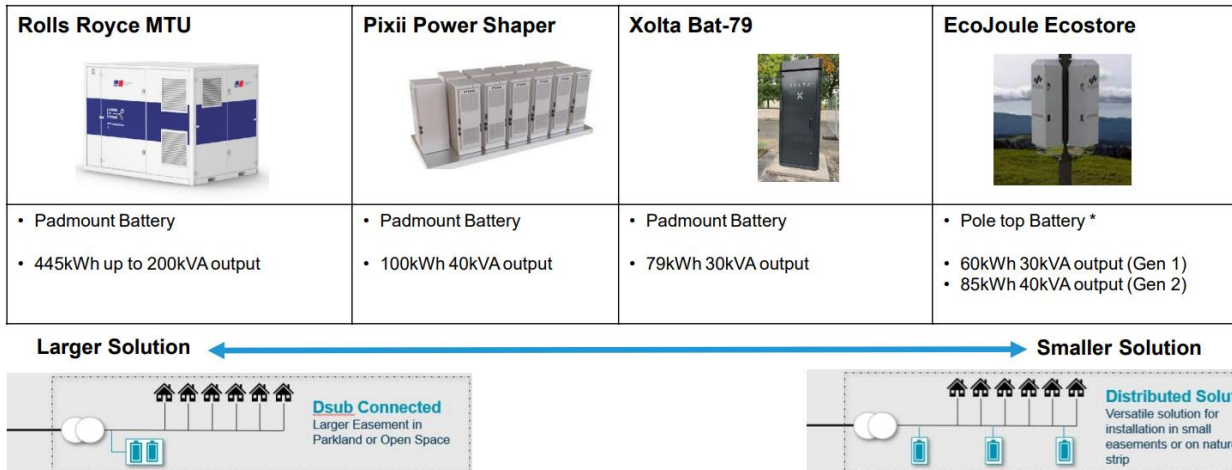 Rolls Royce MTU
Pixii Power Shaper
Xolta Bat-79
EcoJoule Ecostore
• Padmount Battery
• 445kWh up to 200kVA output
• Padmount Battery
• 100kWh 40kVA output
• Padmount Battery
• 79kWh 30kVA output
• Pole top Battery *
• 60kWh 30kVA output (Gen 1)
• 85kWh 40kVA output (Gen 2)
Larger Solution
Smaller Solution
Dsub Connected
Larger Easement in
Parkland or Open Space
Distributed Solut
Versatile solution for
installation in small
easements or on nature
strip